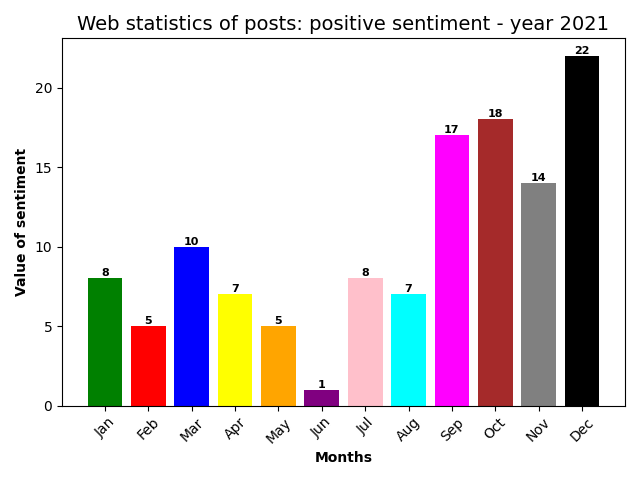 Web statistics of posts: positive sentiment - year 2021
Value of sentiment
20
15
10
5
0
8
5
10
7
5
1
8
7
17
18
14
22
Jan
Feb
Mar
Apr
May
Jun
Jul
Aug
Sep
Oct
Nov
Dec
Months